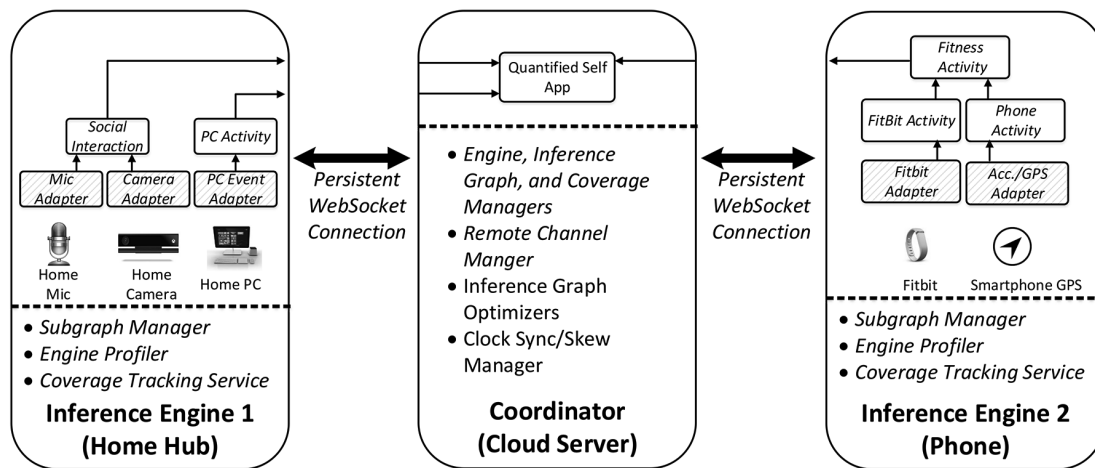 Social
Interaction
PC Activity
Mic
Adapter
Camera
Adapter
PC Event
Adapter
Home
Mic
Home
Camera
Home PC
• Subgraph Manager
• Engine Profiler
• Coverage Tracking Service
Inference Engine 1
(Home Hub)
Persistent
WebSocket
Connection
Quantified Self
App
• Engine, Inference
Graph, and Coverage
Managers
• Remote Channel
Manger
• Inference Graph
Optimizers
• Clock Sync/Skew
Manager
Coordinator
(Cloud Server)
Persistent
WebSocket
Connection
Fitness
Activity
FitBit Activity
Phone
Activity
Fitbit
Adapter
Acc./GPS
Adapter
Fitbit
Smartphone GPS
• Subgraph Manager
• Engine Profiler
• Coverage Tracking Service
Inference Engine 2
(Phone)